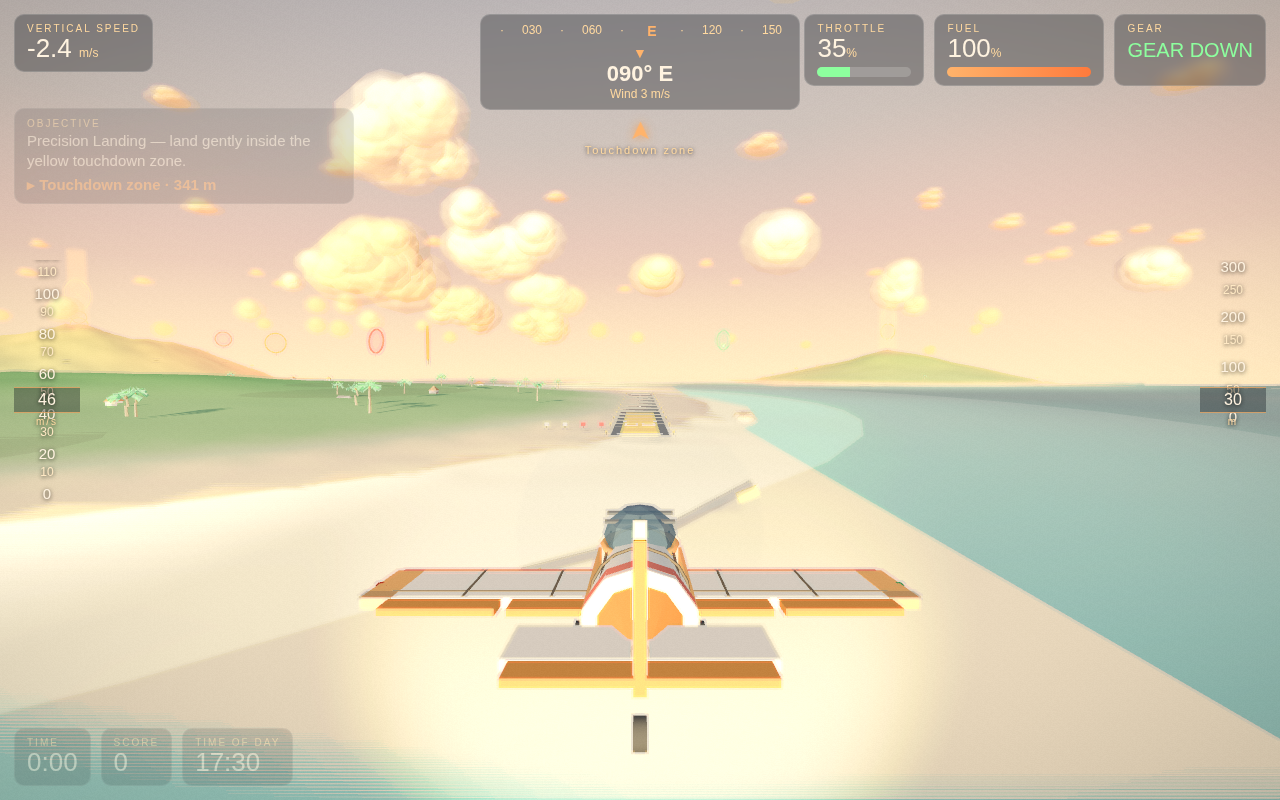 VERTICAL SPEED
-2.4 m/s
· 030 · 060 · E · 120 · 150
▼
090° E
Wind 3 m/s
THROTTLE
35%
FUEL
100%
GEAR
GEAR DOWN
OBJECTIVE
Precision Landing — land gently inside the
yellow touchdown zone.
▸ Touchdown zone · 341 m
Touchdown zone
110
100
90
80
70
60
50
46
40
m/s
30
20
10
0
300
250
200
150
100
50
30
0
m
TIME
0:00
SCORE
0
TIME OF DAY
17:30